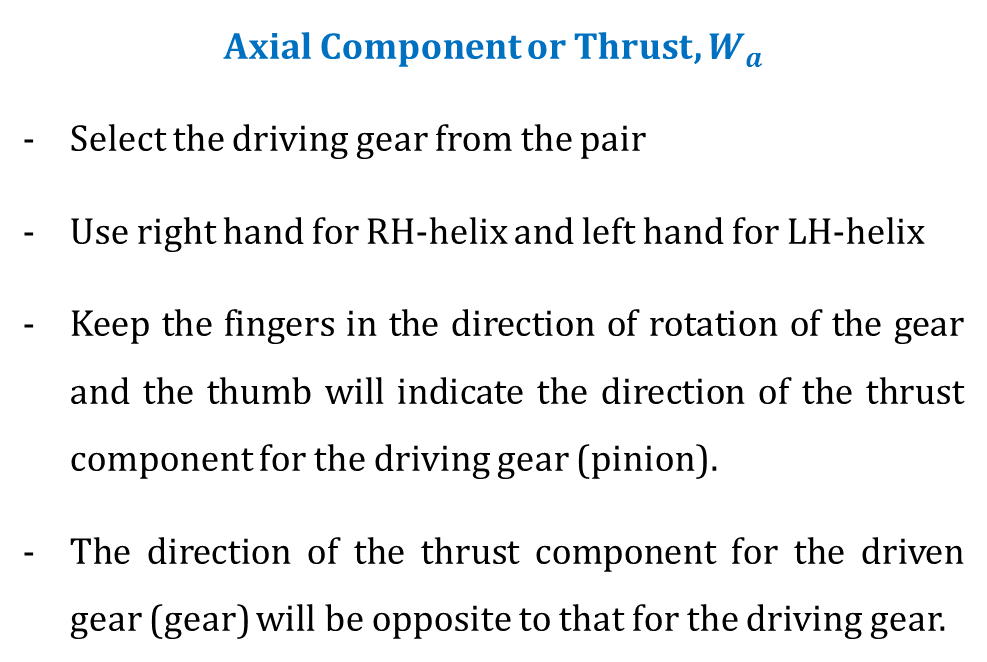 Axial Component or Thrust, W_a
- Select the driving gear from the pair
- Use right hand for RH-helix and left hand for LH-helix
- Keep the fingers in the direction of rotation of the gear
and the thumb will indicate the direction of the thrust
component for the driving gear (pinion).
- The direction of the thrust component for the driven
gear (gear) will be opposite to that for the driving gear.